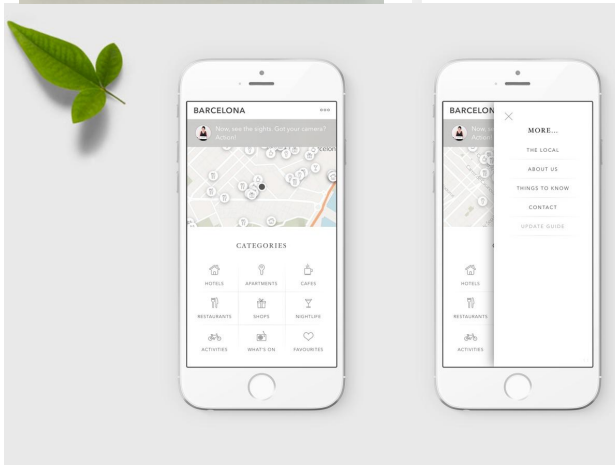 BARCELONA
Now, see the sights. Got your camera?
Action!
CATEGORIES
HOTELS
APARTMENTS
CAFES
RESTAURANTS
SHOPS
NIGHTLIFE
ACTIVITIES
WHAT'S ON
FAVOURITES
BARCELON
MORE...
THE LOCAL
ABOUT US
THINGS TO KNOW
CONTACT
UPDATE GUIDE
HOTELS
RESTAURANTS
ACTIVITIES